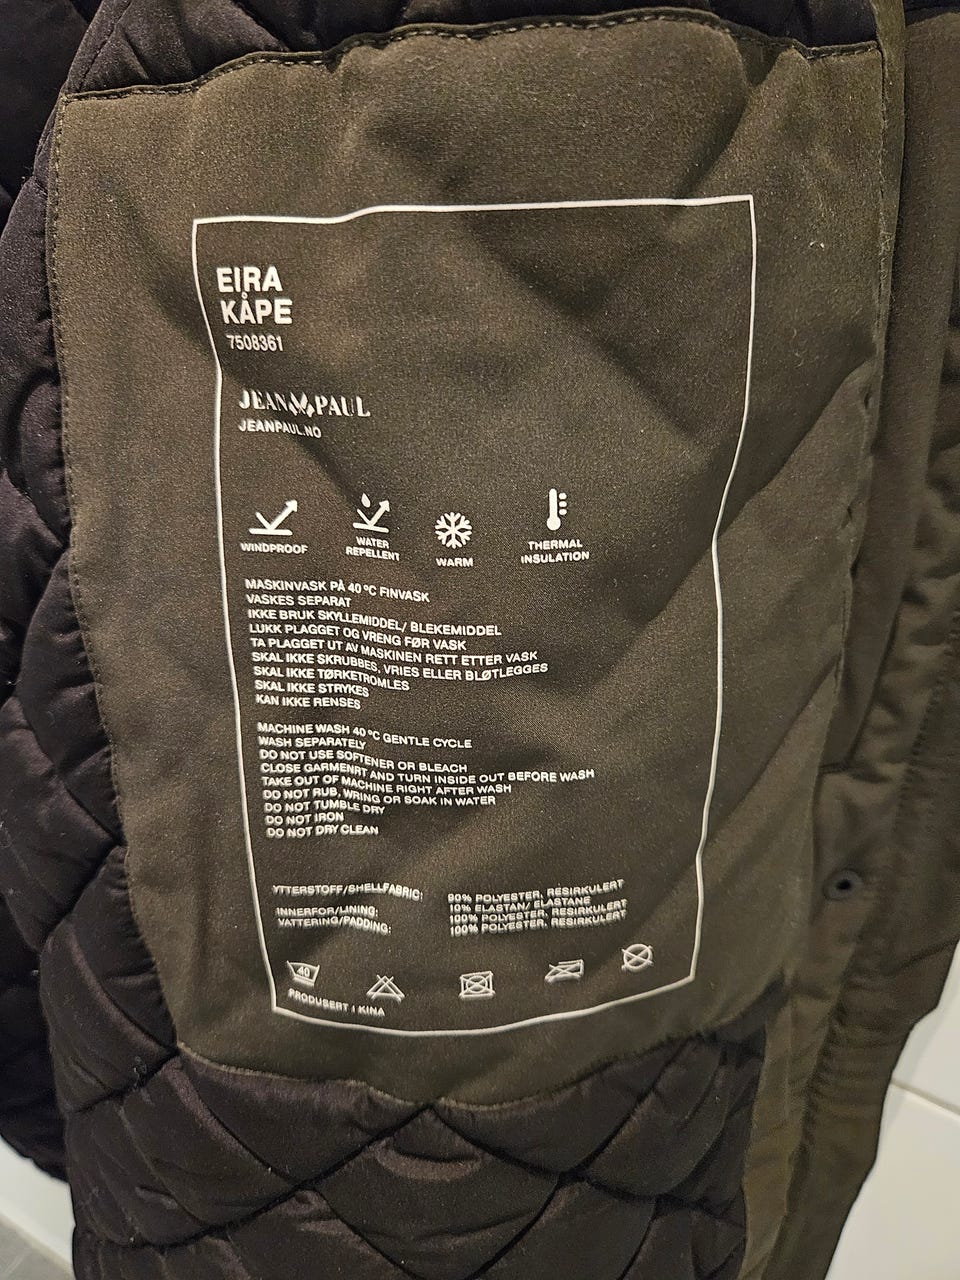 EIRA
KÅPE
7508361
JEAN PAUL
JEANPAUL.NO
WINDPROOF
WATER
REPELLENT
WARM
THERMAL
INSULATION
MASKINVASK PÅ 40 °C FINVASK
VASKES SEPARAT
IKKE BRUK SKYLLEMIDDEL/ BLEKEMIDDEL
LUKK PLAGGET OG VRENG FØR VASK
TA PLAGGET UT AV MASKINEN RETT ETTER VASK
SKAL IKKE SKRUBBES, VRIES ELLER BLØTLEGGES
SKAL IKKE TØRKETROMLES
SKAL IKKE STRYKES
KAN IKKE RENSES
MACHINE WASH 40 °C GENTLE CYCLE
WASH SEPARATELY
DO NOT USE SOFTENER OR BLEACH
CLOSE GARMENRT AND TURN INSIDE OUT BEFORE WASH
TAKE OUT OF MACHINE RIGHT AFTER WASH
DO NOT RUB, WRING OR SOAK IN WATER
DO NOT TUMBLE DRY
DO NOT IRON
DO NOT DRY CLEAN
YTTERSTOFF/SHELLFABRIC: 90% POLYESTER, RESIRKULERT
10% ELASTAN/ ELASTANE
INNERFOR/LINING: 100% POLYESTER, RESIRKULERT
VATTERING/PADDING: 100% POLYESTER, RESIRKULERT
40
PRODUSERT I KINA